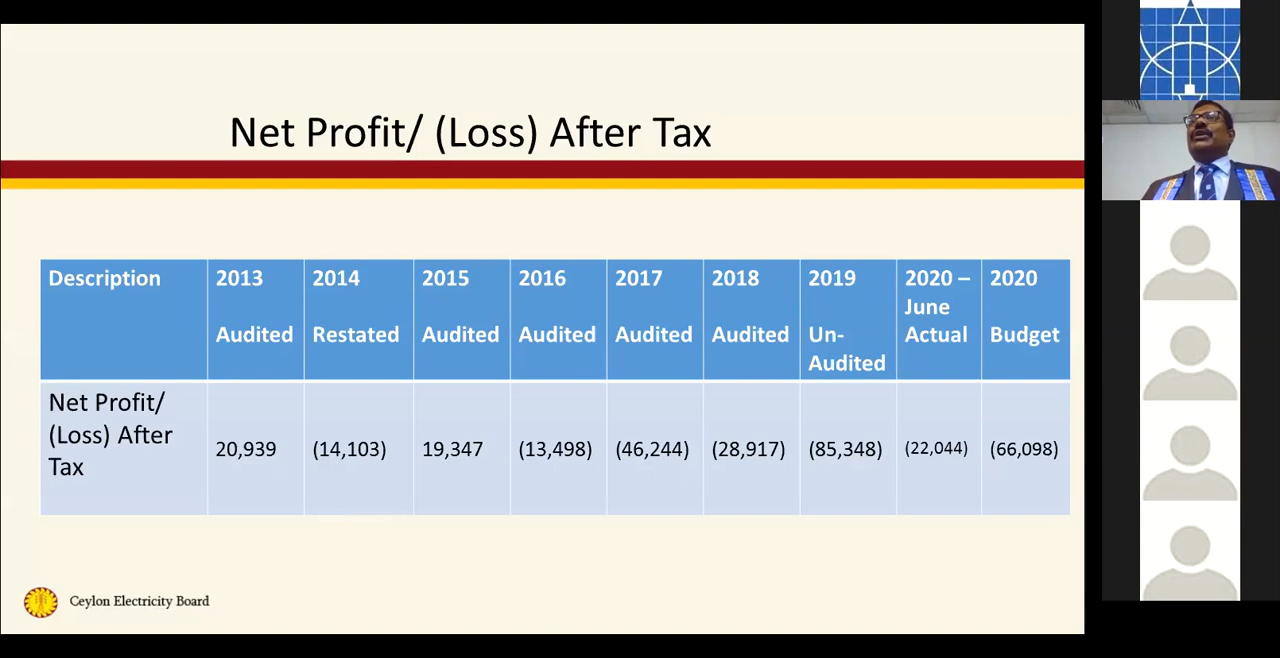 Net Profit/ (Loss) After Tax
Description
2013
Audited
2014
Restated
2015
Audited
2016
Audited
2017
Audited
2018
Audited
2019
Un-
Audited
2020 –
June
Actual
2020
Budget
Net Profit/
(Loss) After
Tax
20,939
(14,103)
19,347
(13,498)
(46,244)
(28,917)
(85,348)
(22,044)
(66,098)
Ceylon Electricity Board